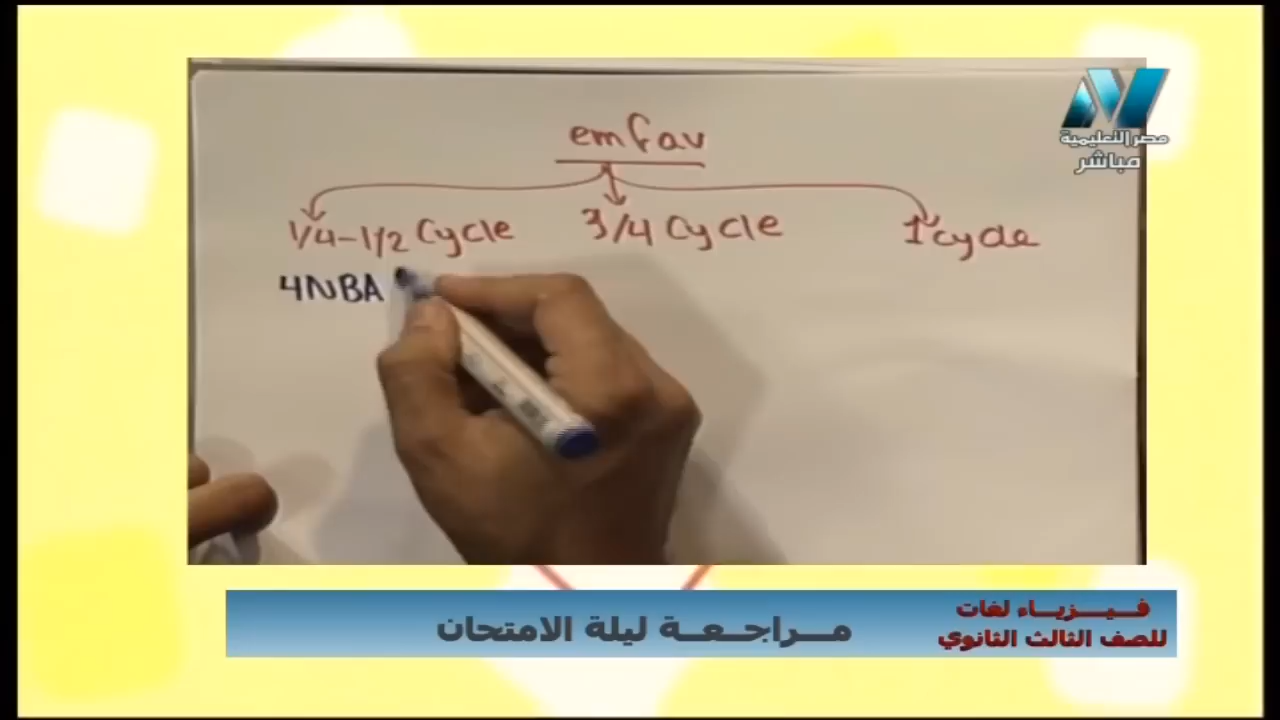 مصر التعليمية
مباشر
emf av
1/4-1/2 Cycle 3/4 Cycle 1 cycle
4NBA
فيزياء لغات
للصف الثالث الثانوي
مراجعة ليلة الامتحان